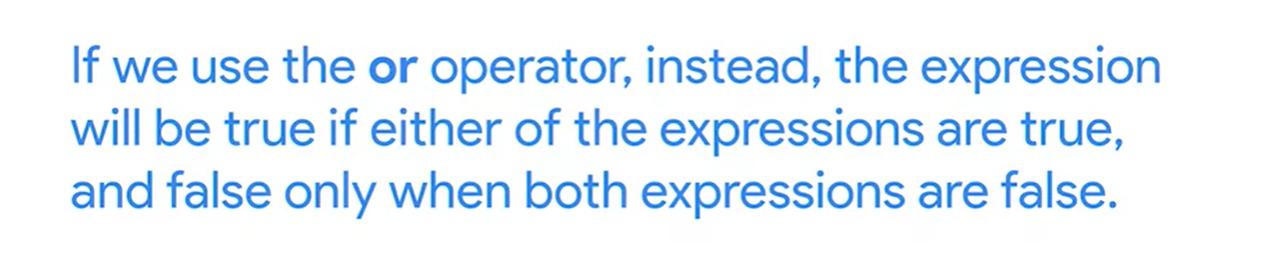 If we use the or operator, instead, the expression
will be true if either of the expressions are true,
and false only when both expressions are false.